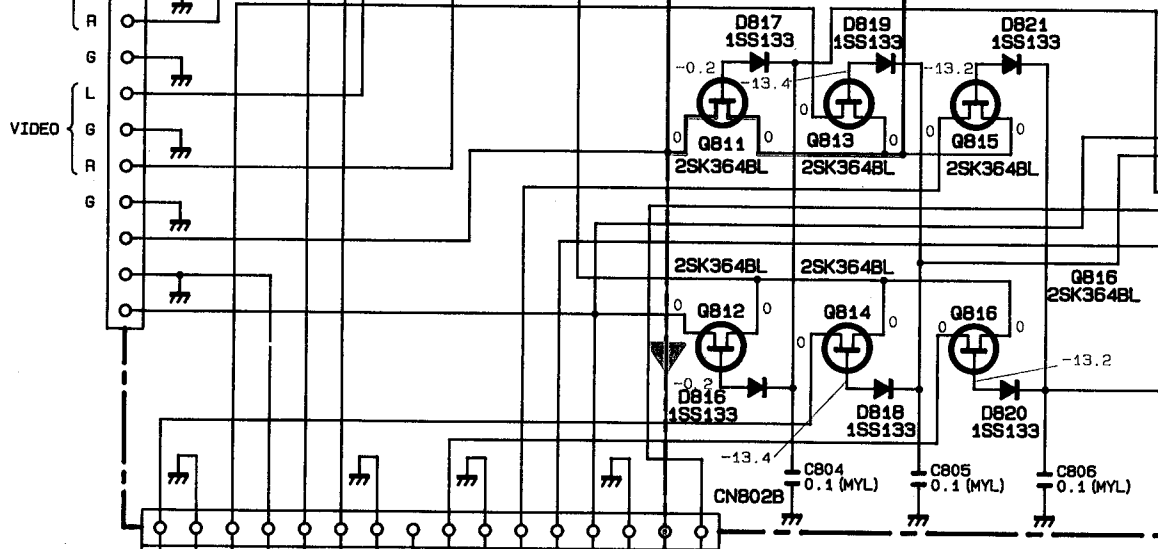 R
G
L
VIDEO
G
R
G
D817
1SS133
D819
1SS133
D821
1SS133
-0.2
-13.4
-13.2
0
0
0
0
0
0
Q811
Q813
Q815
2SK364BL
2SK364BL
2SK364BL
2SK364BL
2SK364BL
Q816
2SK364BL
0
0
0
0
0
0
Q812
Q814
Q816
-0.2
-13.2
D816
1SS133
D818
1SS133
D820
1SS133
-13.4
C804
0.1 (MYL)
C805
0.1 (MYL)
C806
0.1 (MYL)
CN802B